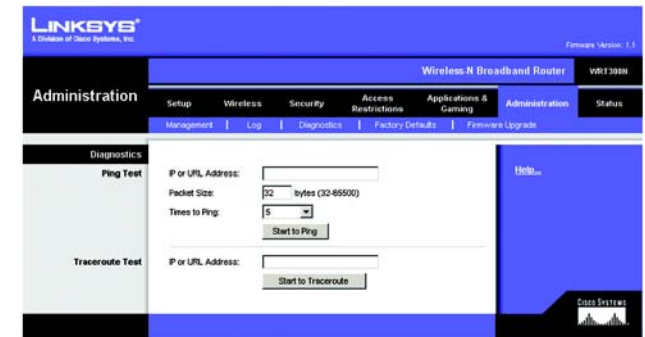 LINKSYS®
A Division of Cisco Systems, Inc.
Firmware Version: 1.1
Wireless-N Broadband Router WRT300N
Administration
Setup Wireless Security Access Restrictions Applications & Gaming Administration Status
Management | Log | Diagnostics | Factory Defaults | Firmware Upgrade
Diagnostics
Ping Test IP or URL Address: Help...
Packet Size: 32 bytes (32-65500)
Times to Ping: 5
Start to Ping
Traceroute Test IP or URL Address:
Start to Traceroute
CISCO SYSTEMS